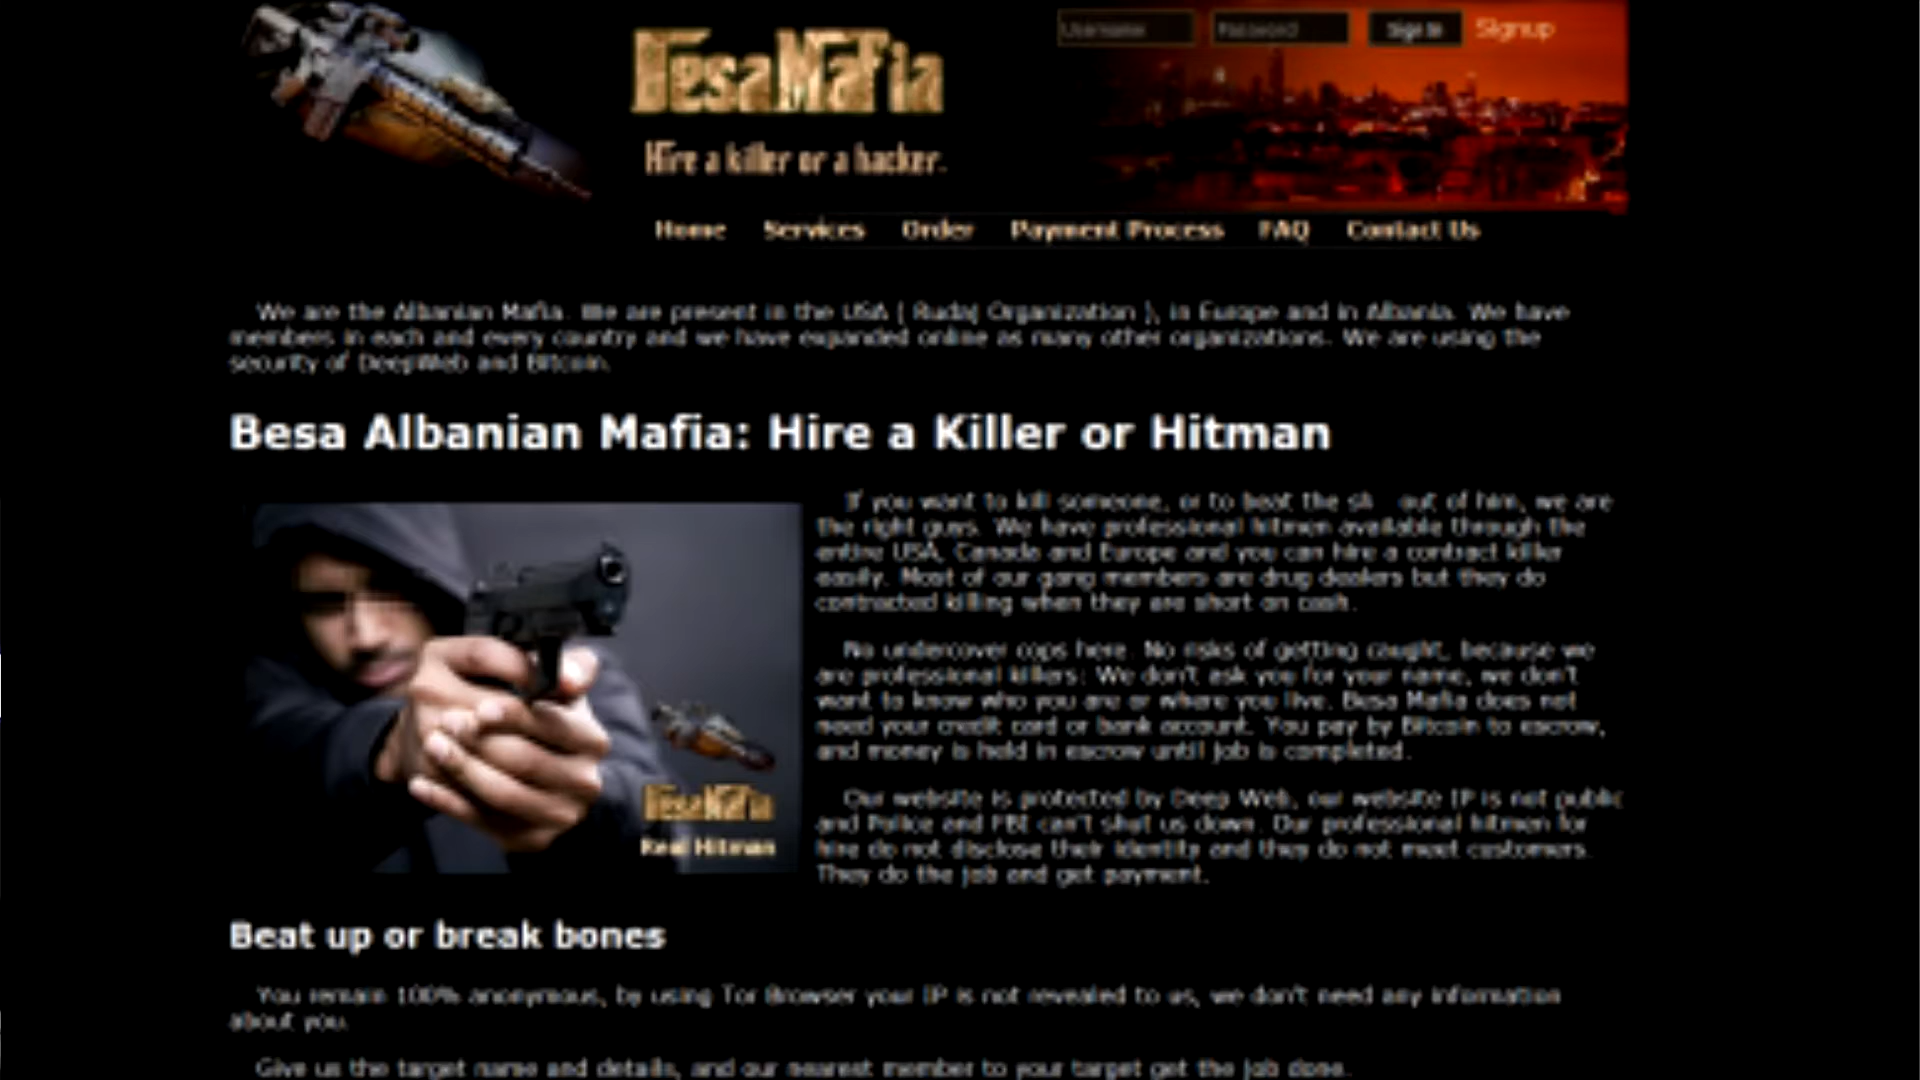 BesaMafia
Hire a killer or a hacker.
Username Password Sign In Signup
Home Services Order Payment Process FAQ Contact Us
We are the Albanian Mafia. We are present in the USA ( Rudaj Organization ), in Europe and in Albania. We have
members in each and every country and we have expanded online as many other organizations. We are using the
security of DeepWeb and Bitcoin.
Besa Albanian Mafia: Hire a Killer or Hitman
If you want to kill someone, or to beat the sh out of him, we are
the right guys. We have professional hitmen available through the
entire USA, Canada and Europe and you can hire a contract killer
easily. Most of our gang members are drug dealers but they do
contracted killing when they are short on cash.
No undercover cops here. No risks of getting caught, because we
are professional killers: We don't ask you for your name, we don't
want to know who you are or where you live. Besa Mafia does not
need your credit card or bank account. You pay by Bitcoin to escrow,
and money is held in escrow until job is completed.
Our website is protected by Deep Web, our website IP is not public
and Police and FBI can't shut us down. Our professional hitmen for
hire do not disclose their identity and they do not meet customers.
They do the job and get payment.
BesaMafia
Real Hitman
Beat up or break bones
You remain 100% anonymous, by using Tor Browser your IP is not revealed to us, we don't need any information
about you.
Give us the target name and details, and our nearest member to your target get the job done.